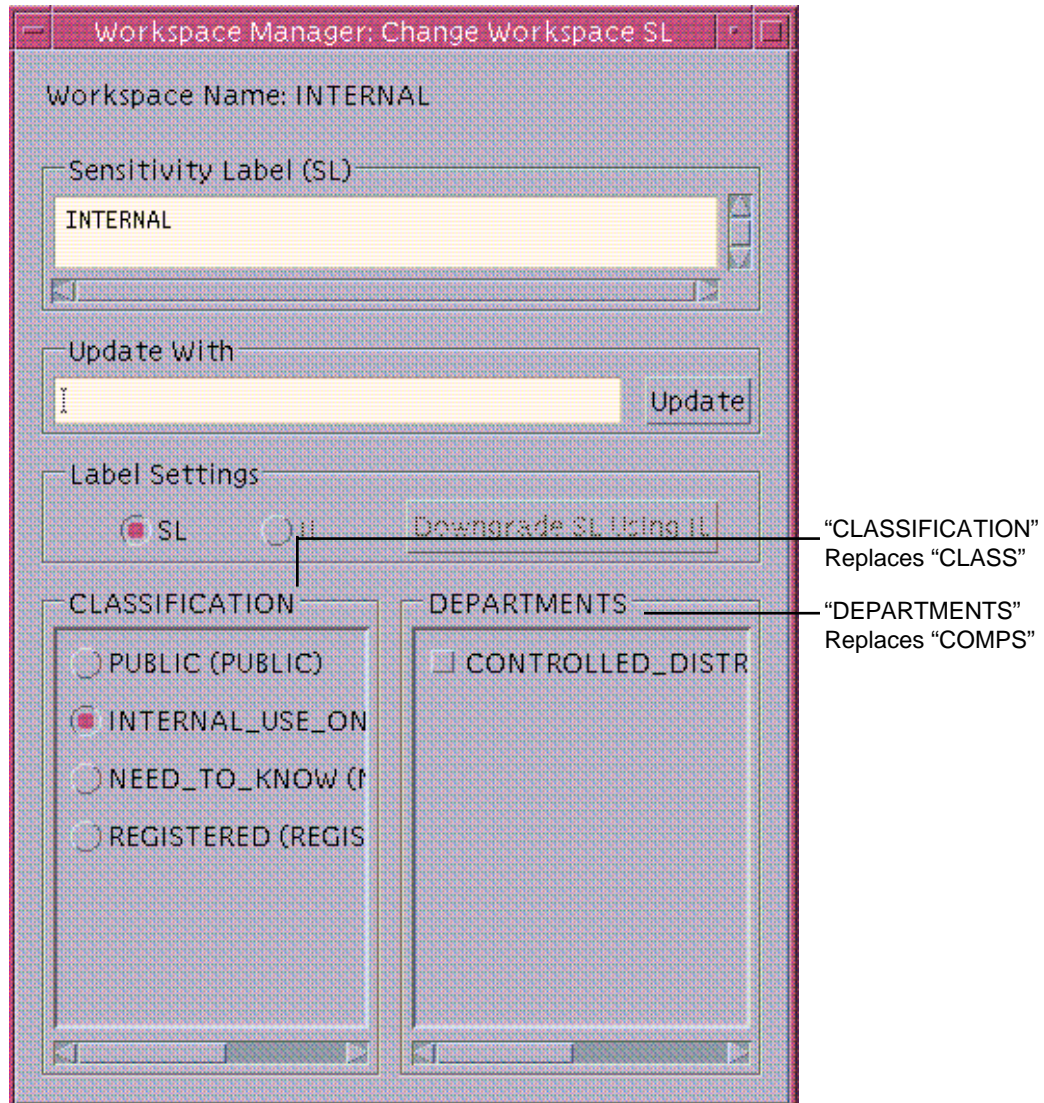 Workspace Manager: Change Workspace SL
Workspace Name: INTERNAL
Sensitivity Label (SL)
INTERNAL
Update With
Update
Label Settings
SL
IL
Downgrade SL Using IL
“CLASSIFICATION”
Replaces “CLASS”
CLASSIFICATION
DEPARTMENTS
“DEPARTMENTS”
Replaces “COMPS”
PUBLIC (PUBLIC)
CONTROLLED_DISTR
INTERNAL_USE_ON
NEED_TO_KNOW (
REGISTERED (REGIS